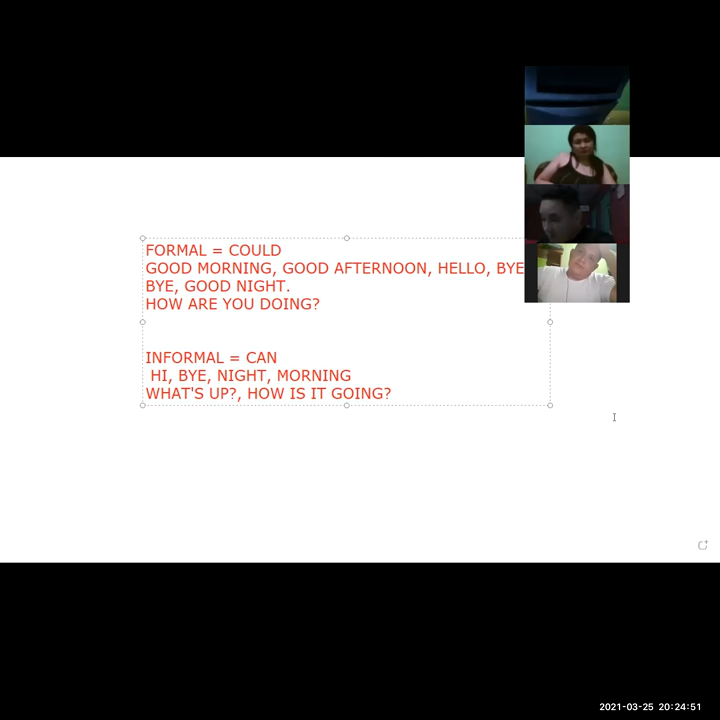 FORMAL = COULD
GOOD MORNING, GOOD AFTERNOON, HELLO, BYE
BYE, GOOD NIGHT.
HOW ARE YOU DOING?
INFORMAL = CAN
HI, BYE, NIGHT, MORNING
WHAT'S UP?, HOW IS IT GOING?
2021-03-25 20:24:51